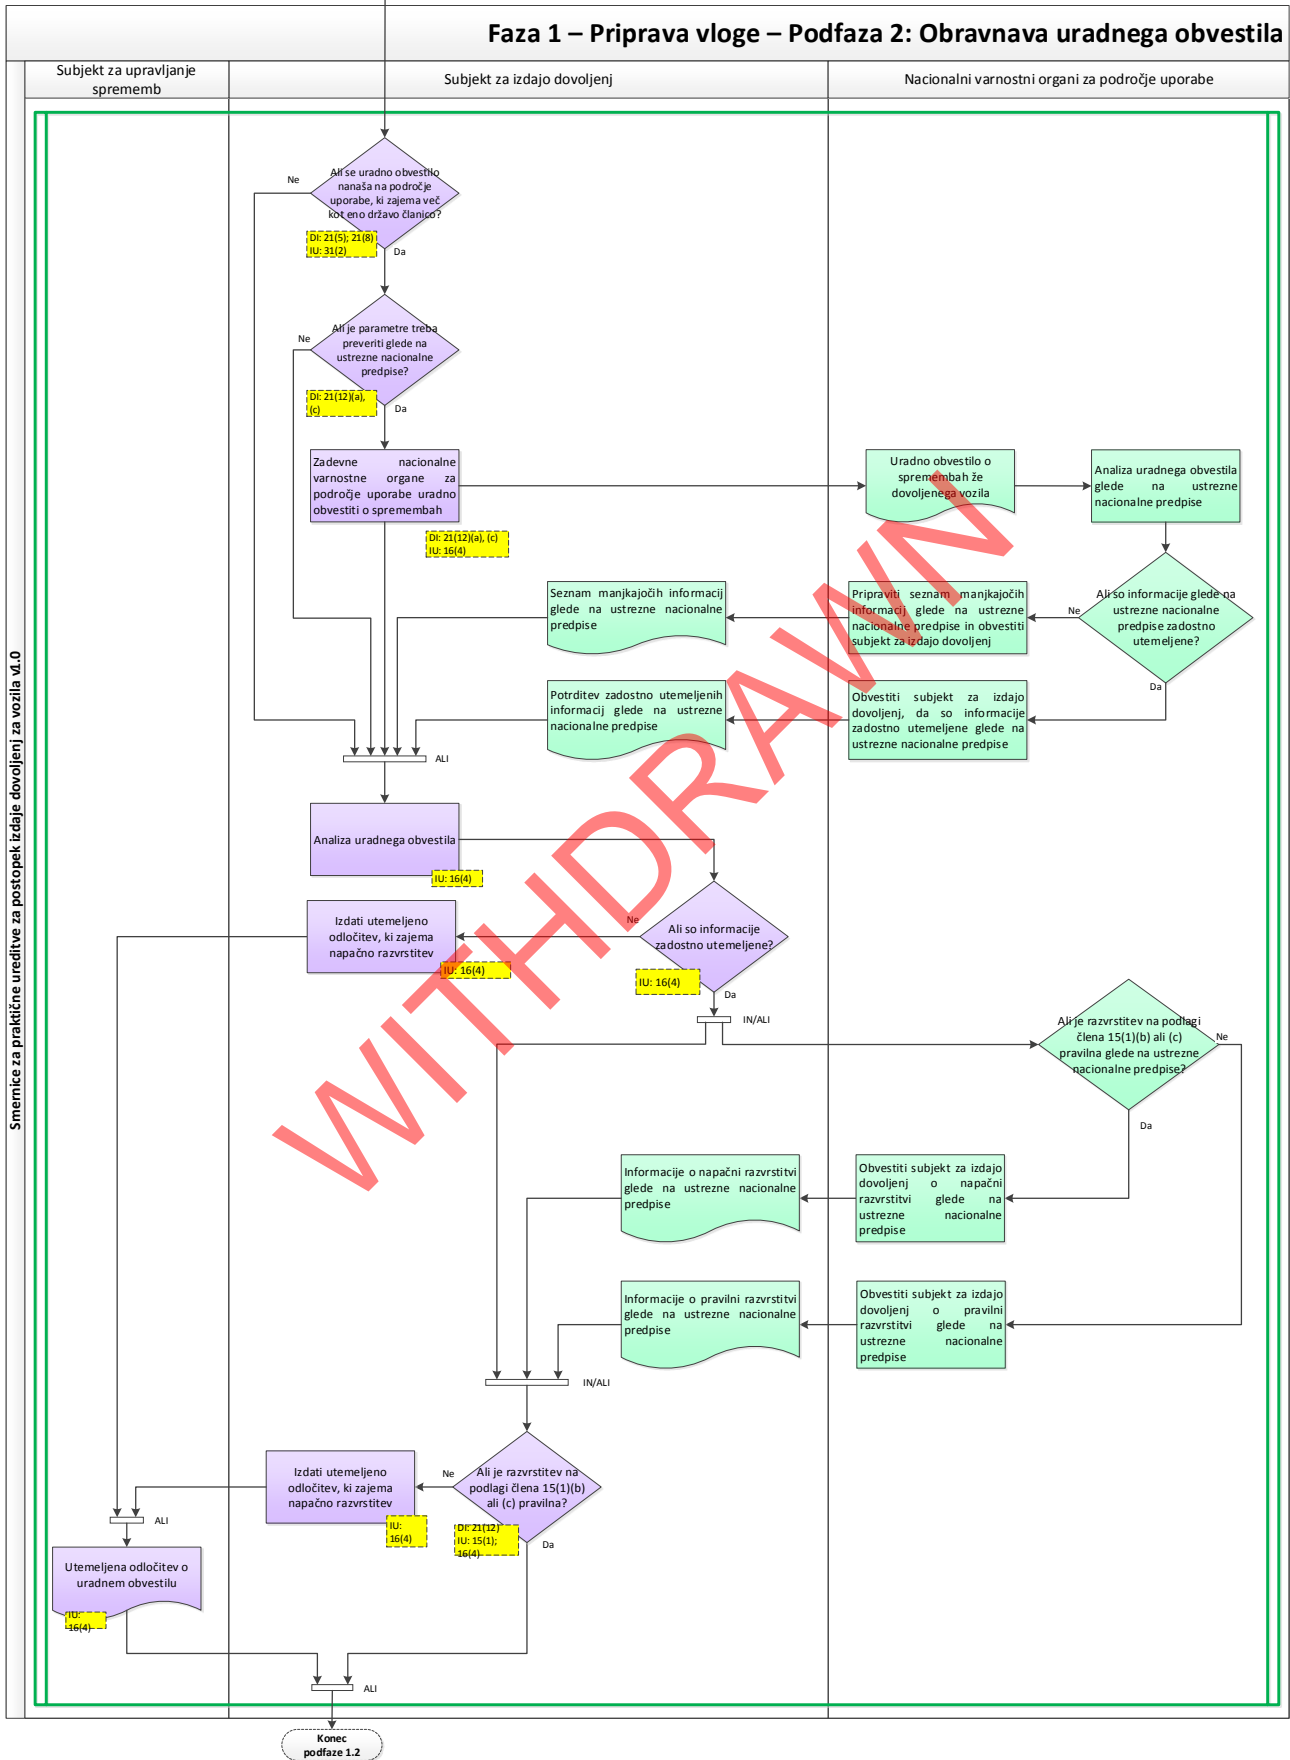 Faza 1 – Priprava vloge – Podfaza 2: Obravnava uradnega obvestila
Subjekt za upravljanje
sprememb
Subjekt za izdajo dovoljenj
Nacionalni varnostni organi za področje uporabe
Smernice za praktične ureditve za postopek izdaje dovoljenj za vozila v1.0
Ali se uradno obvestilo
nanaša na področje
uporabe, ki zajema več
kot eno državo članico?
Ne
DI: 21(5); 21(8)
IU: 31(2)
Da
Ali je parametre treba
preveriti glede na
ustrezne nacionalne
predpise?
Ne
DI: 21(12)(a),
(c)
Da
Zadevne nacionalne
varnostne organe za
področje uporabe uradno
obvestiti o spremembah
DI: 21(12)(a), (c)
IU: 16(4)
Uradno obvestilo o
spremembah že
dovoljenega vozila
Analiza uradnega obvestila
glede na ustrezne
nacionalne predpise
Ali so informacije glede na
ustrezne nacionalne
predpise zadostno
utemeljene?
Ne
Da
Pripraviti seznam manjkajočih
informacij glede na ustrezne
nacionalne predpise in obvestiti
subjekt za izdajo dovoljenj
Seznam manjkajočih informacij
glede na ustrezne nacionalne
predpise
Obvestiti subjekt za izdajo
dovoljenj, da so informacije
zadostno utemeljene glede na
ustrezne nacionalne predpise
Potrditev zadostno utemeljenih
informacij glede na ustrezne
nacionalne predpise
ALI
Analiza uradnega obvestila
IU: 16(4)
Ali so informacije
zadostno utemeljene?
Ne
IU: 16(4)
Da
Izdati utemeljeno
odločitev, ki zajema
napačno razvrstitev
IU: 16(4)
IN/ALI
Ali je razvrstitev na podlagi
člena 15(1)(b) ali (c)
pravilna glede na ustrezne
nacionalne predpise?
Ne
Da
Obvestiti subjekt za izdajo
dovoljenj o napačni
razvrstitvi glede na
ustrezne nacionalne
predpise
Informacije o napačni razvrstitvi
glede na ustrezne nacionalne
predpise
Obvestiti subjekt za izdajo
dovoljenj o pravilni
razvrstitvi glede na
ustrezne nacionalne
predpise
Informacije o pravilni razvrstitvi
glede na ustrezne nacionalne
predpise
IN/ALI
Ali je razvrstitev na
podlagi člena 15(1)(b)
ali (c) pravilna?
Ne
DI: 21(12)
IU: 15(1);
16(4)
Da
Izdati utemeljeno
odločitev, ki zajema
napačno razvrstitev
IU:
16(4)
ALI
Utemeljena odločitev o
uradnem obvestilu
IU:
16(4)
ALI
Konec
podfaze 1.2
WITHDRAWN